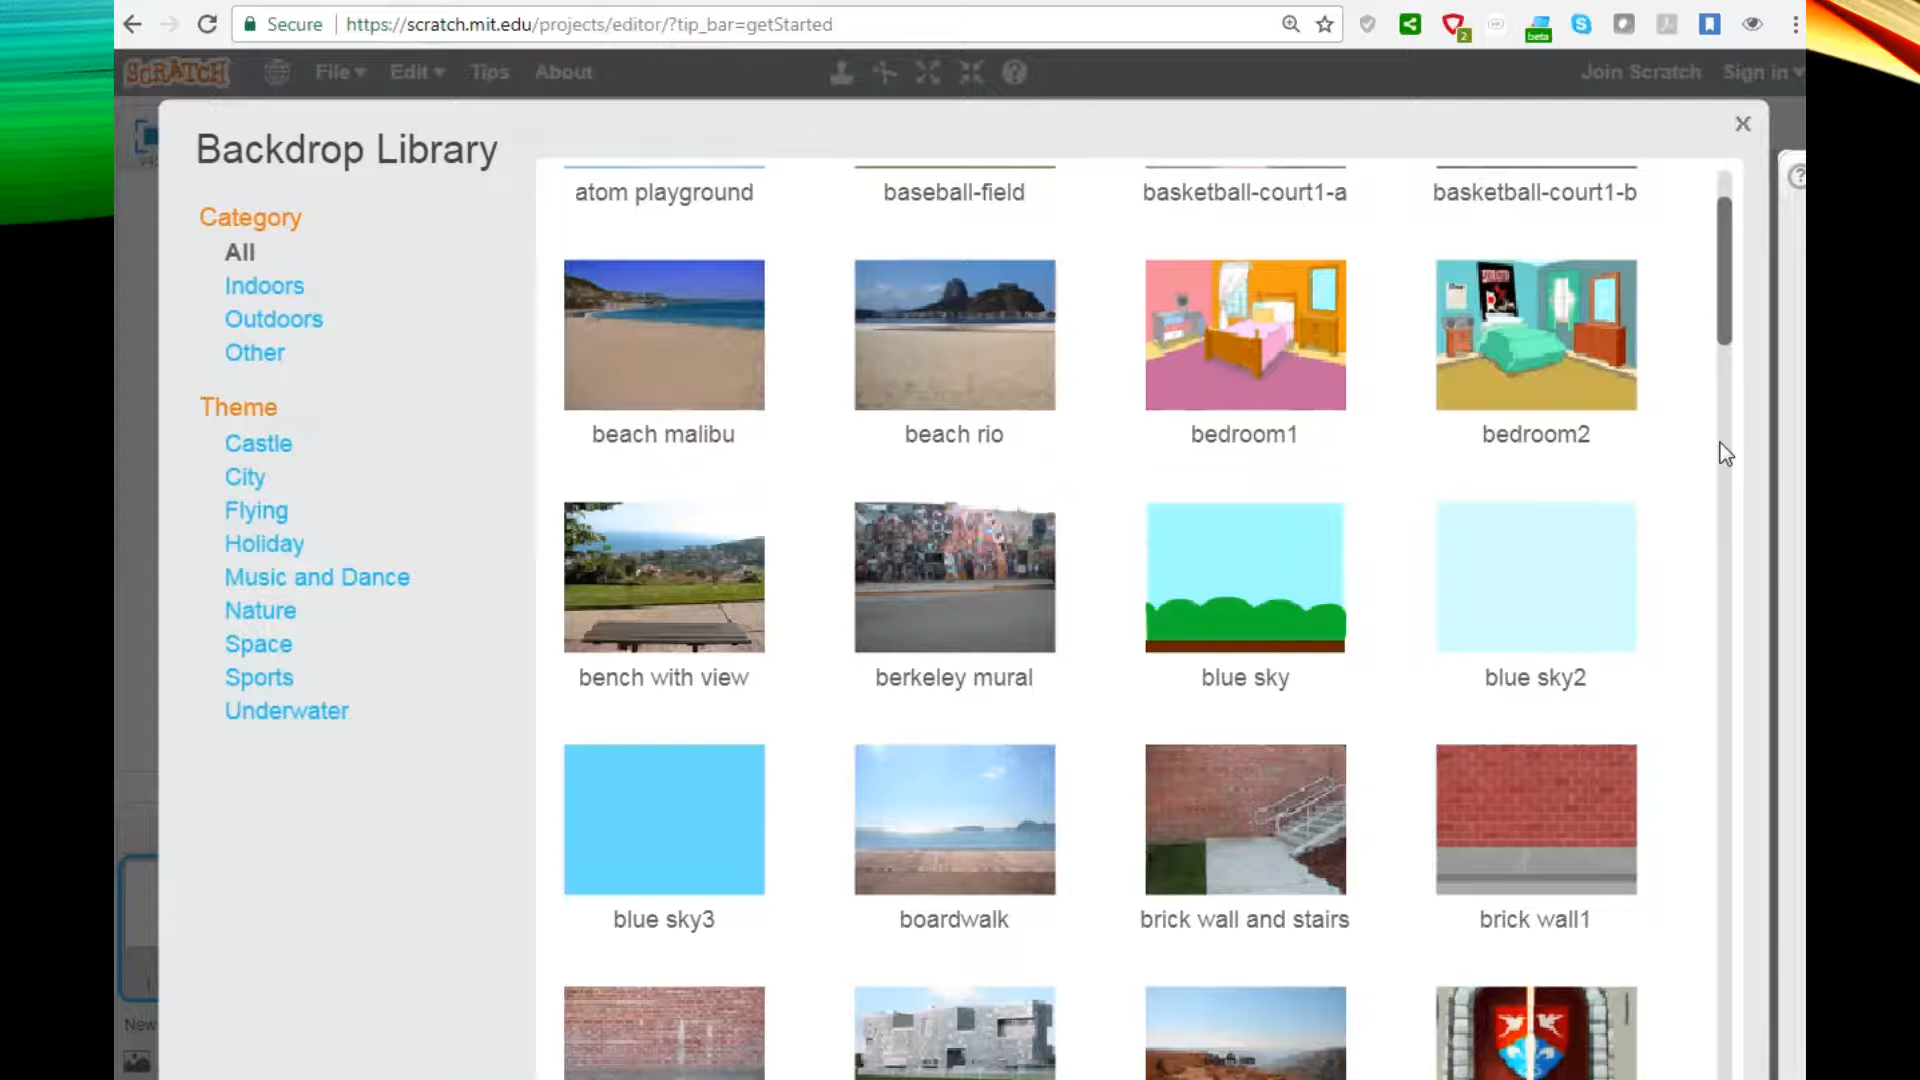 Secure https://scratch.mit.edu/projects/editor/?tip_bar=getStarted
2
beta
SCRATCH File Edit Tips About Join Scratch Sign in
Backdrop Library
Category
All
Indoors
Outdoors
Other
Theme
Castle
City
Flying
Holiday
Music and Dance
Nature
Space
Sports
Underwater
atom playground baseball-field basketball-court1-a basketball-court1-b
beach malibu beach rio bedroom1 bedroom2
bench with view berkeley mural blue sky blue sky2
blue sky3 boardwalk brick wall and stairs brick wall1
New